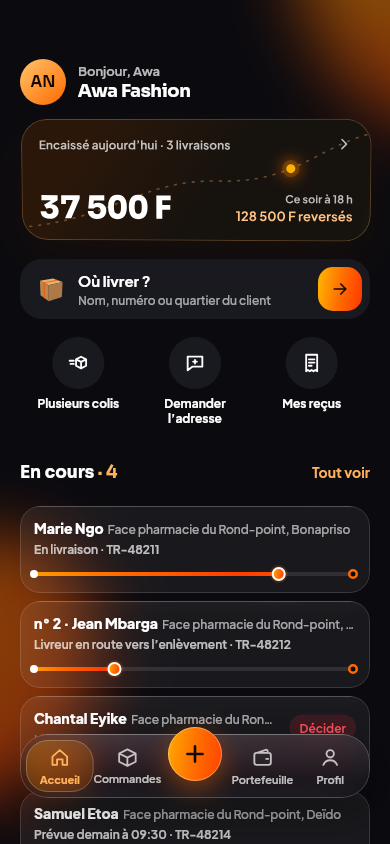 AN
Bonjour, Awa
Awa Fashion
Encaissé aujourd’hui · 3 livraisons
37 500 F
Ce soir à 18 h
128 500 F reversés
Où livrer ?
Nom, numéro ou quartier du client
Plusieurs colis
Demander
l’adresse
Mes reçus
En cours · 4
Tout voir
Marie Ngo Face pharmacie du Rond-point, Bonapriso
En livraison · TR-48211
n° 2 · Jean Mbarga Face pharmacie du Rond-point, ...
Livreur en route vers l’enlèvement · TR-48212
Chantal Eyike Face pharmacie du Ron...
Décider
Accueil
Commandes
Portefeuille
Profil
Samuel Etoa Face pharmacie du Rond-point, Deïdo
Prévue demain à 09:30 · TR-48214